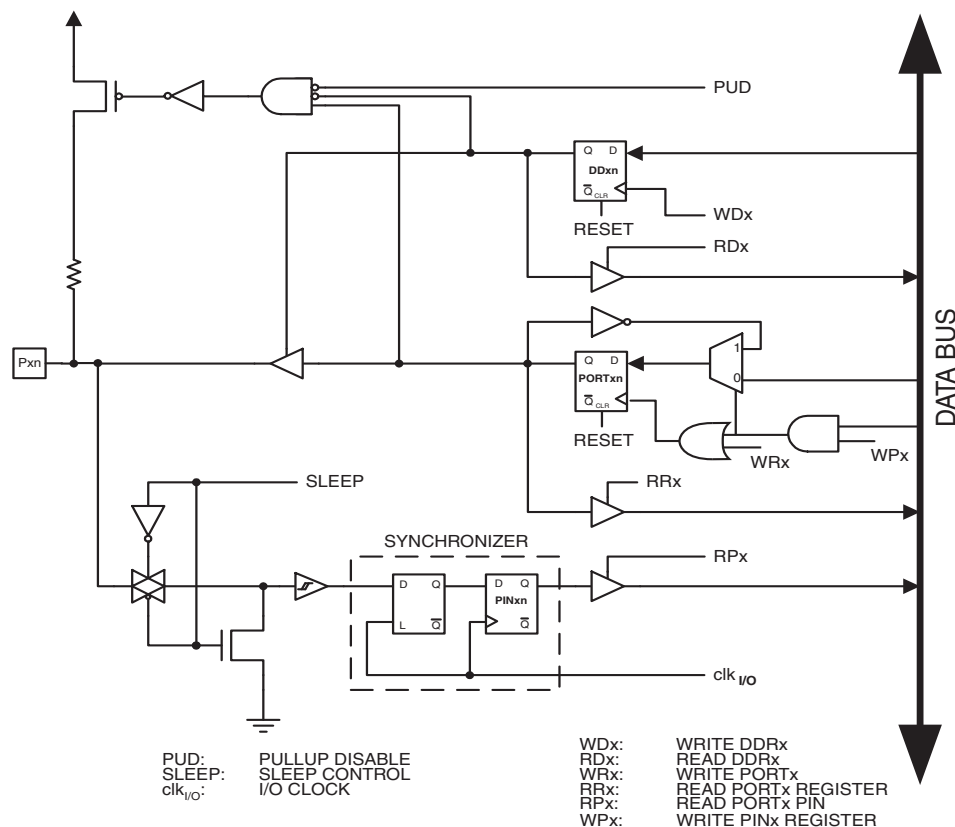 PUD
Q D
DDxn
Q CLR
WDx
RESET
RDx
Pxn
1
Q D
PORTxn
0
Q CLR
RESET
WRx
WPx
DATA BUS
SLEEP
RRx
SYNCHRONIZER
RPx
D Q
D Q
PINxn
L Q
Q
clk I/O
PUD: PULLUP DISABLE
SLEEP: SLEEP CONTROL
clkI/O: I/O CLOCK
WDx: WRITE DDRx
RDx: READ DDRx
WRx: WRITE PORTx
RRx: READ PORTx REGISTER
RPx: READ PORTx PIN
WPx: WRITE PINx REGISTER